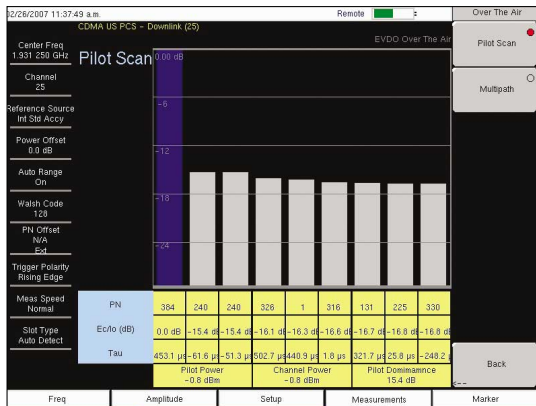 02/26/2007 11:37:49 a.m.
Remote
Over The Air
CDMA US PCS - Downlink (25)
EVDO Over The Air
Center Freq
1.931 250 GHz
Channel
25
Reference Source
Int Std Accy
Power Offset
0.0 dB
Auto Range
On
Walsh Code
128
PN Offset
N/A
Ext
Trigger Polarity
Rising Edge
Meas Speed
Normal
Slot Type
Auto Detect
Pilot Scan
0.00 dB
-6
-12
-18
-24
PN 384 240 240 326 1 316 131 225 330
Ec/Io (dB) 0.0 dB -15.4 dB -15.4 dB -16.1 dB -16.3 dB -16.6 dB -16.7 dB -16.8 dB -16.8 dB
Tau 453.1 µs -61.6 µs -51.3 µs 502.7 µs 440.9 µs 1.8 µs 321.7 µs 25.8 µs -248.2 µ
Pilot Power
-0.8 dBm
Channel Power
-0.8 dBm
Pilot Domimamnce
15.4 dB
Pilot Scan
Multipath
Back
<--
Freq
Amplitude
Setup
Measurements
Marker